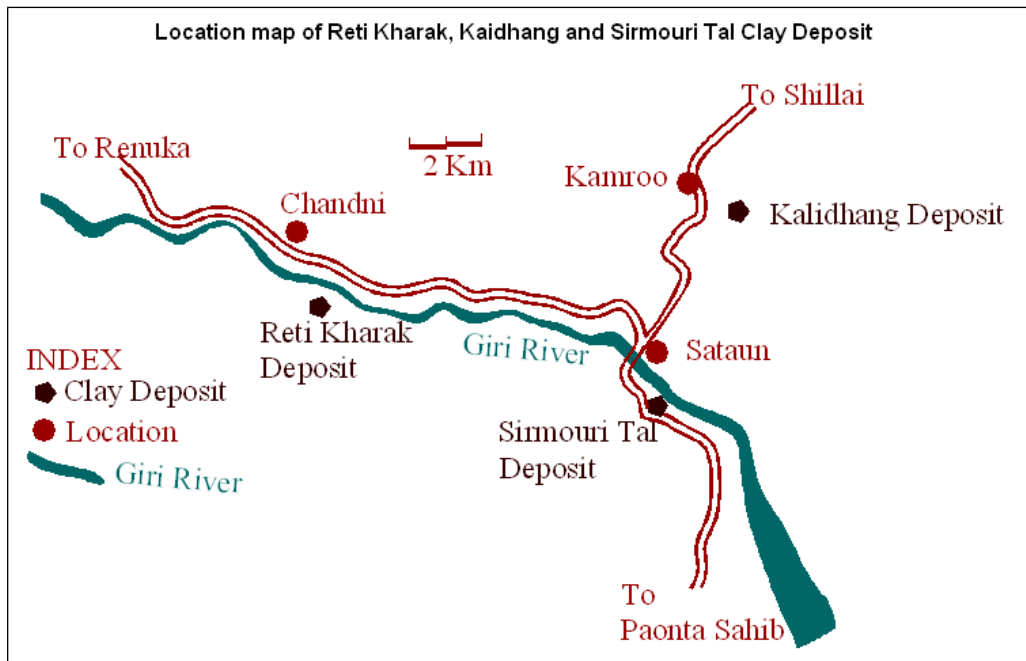 Location map of Reti Kharak, Kaidhang and Sirmouri Tal Clay Deposit
To Shillai
To Renuka
2 Km
Kamroo
Chandni
Kalidhang Deposit
Reti Kharak
Deposit
Giri River
Sataun
INDEX
Clay Deposit
Location
Giri River
Sirmouri Tal
Deposit
To
Paonta Sahib